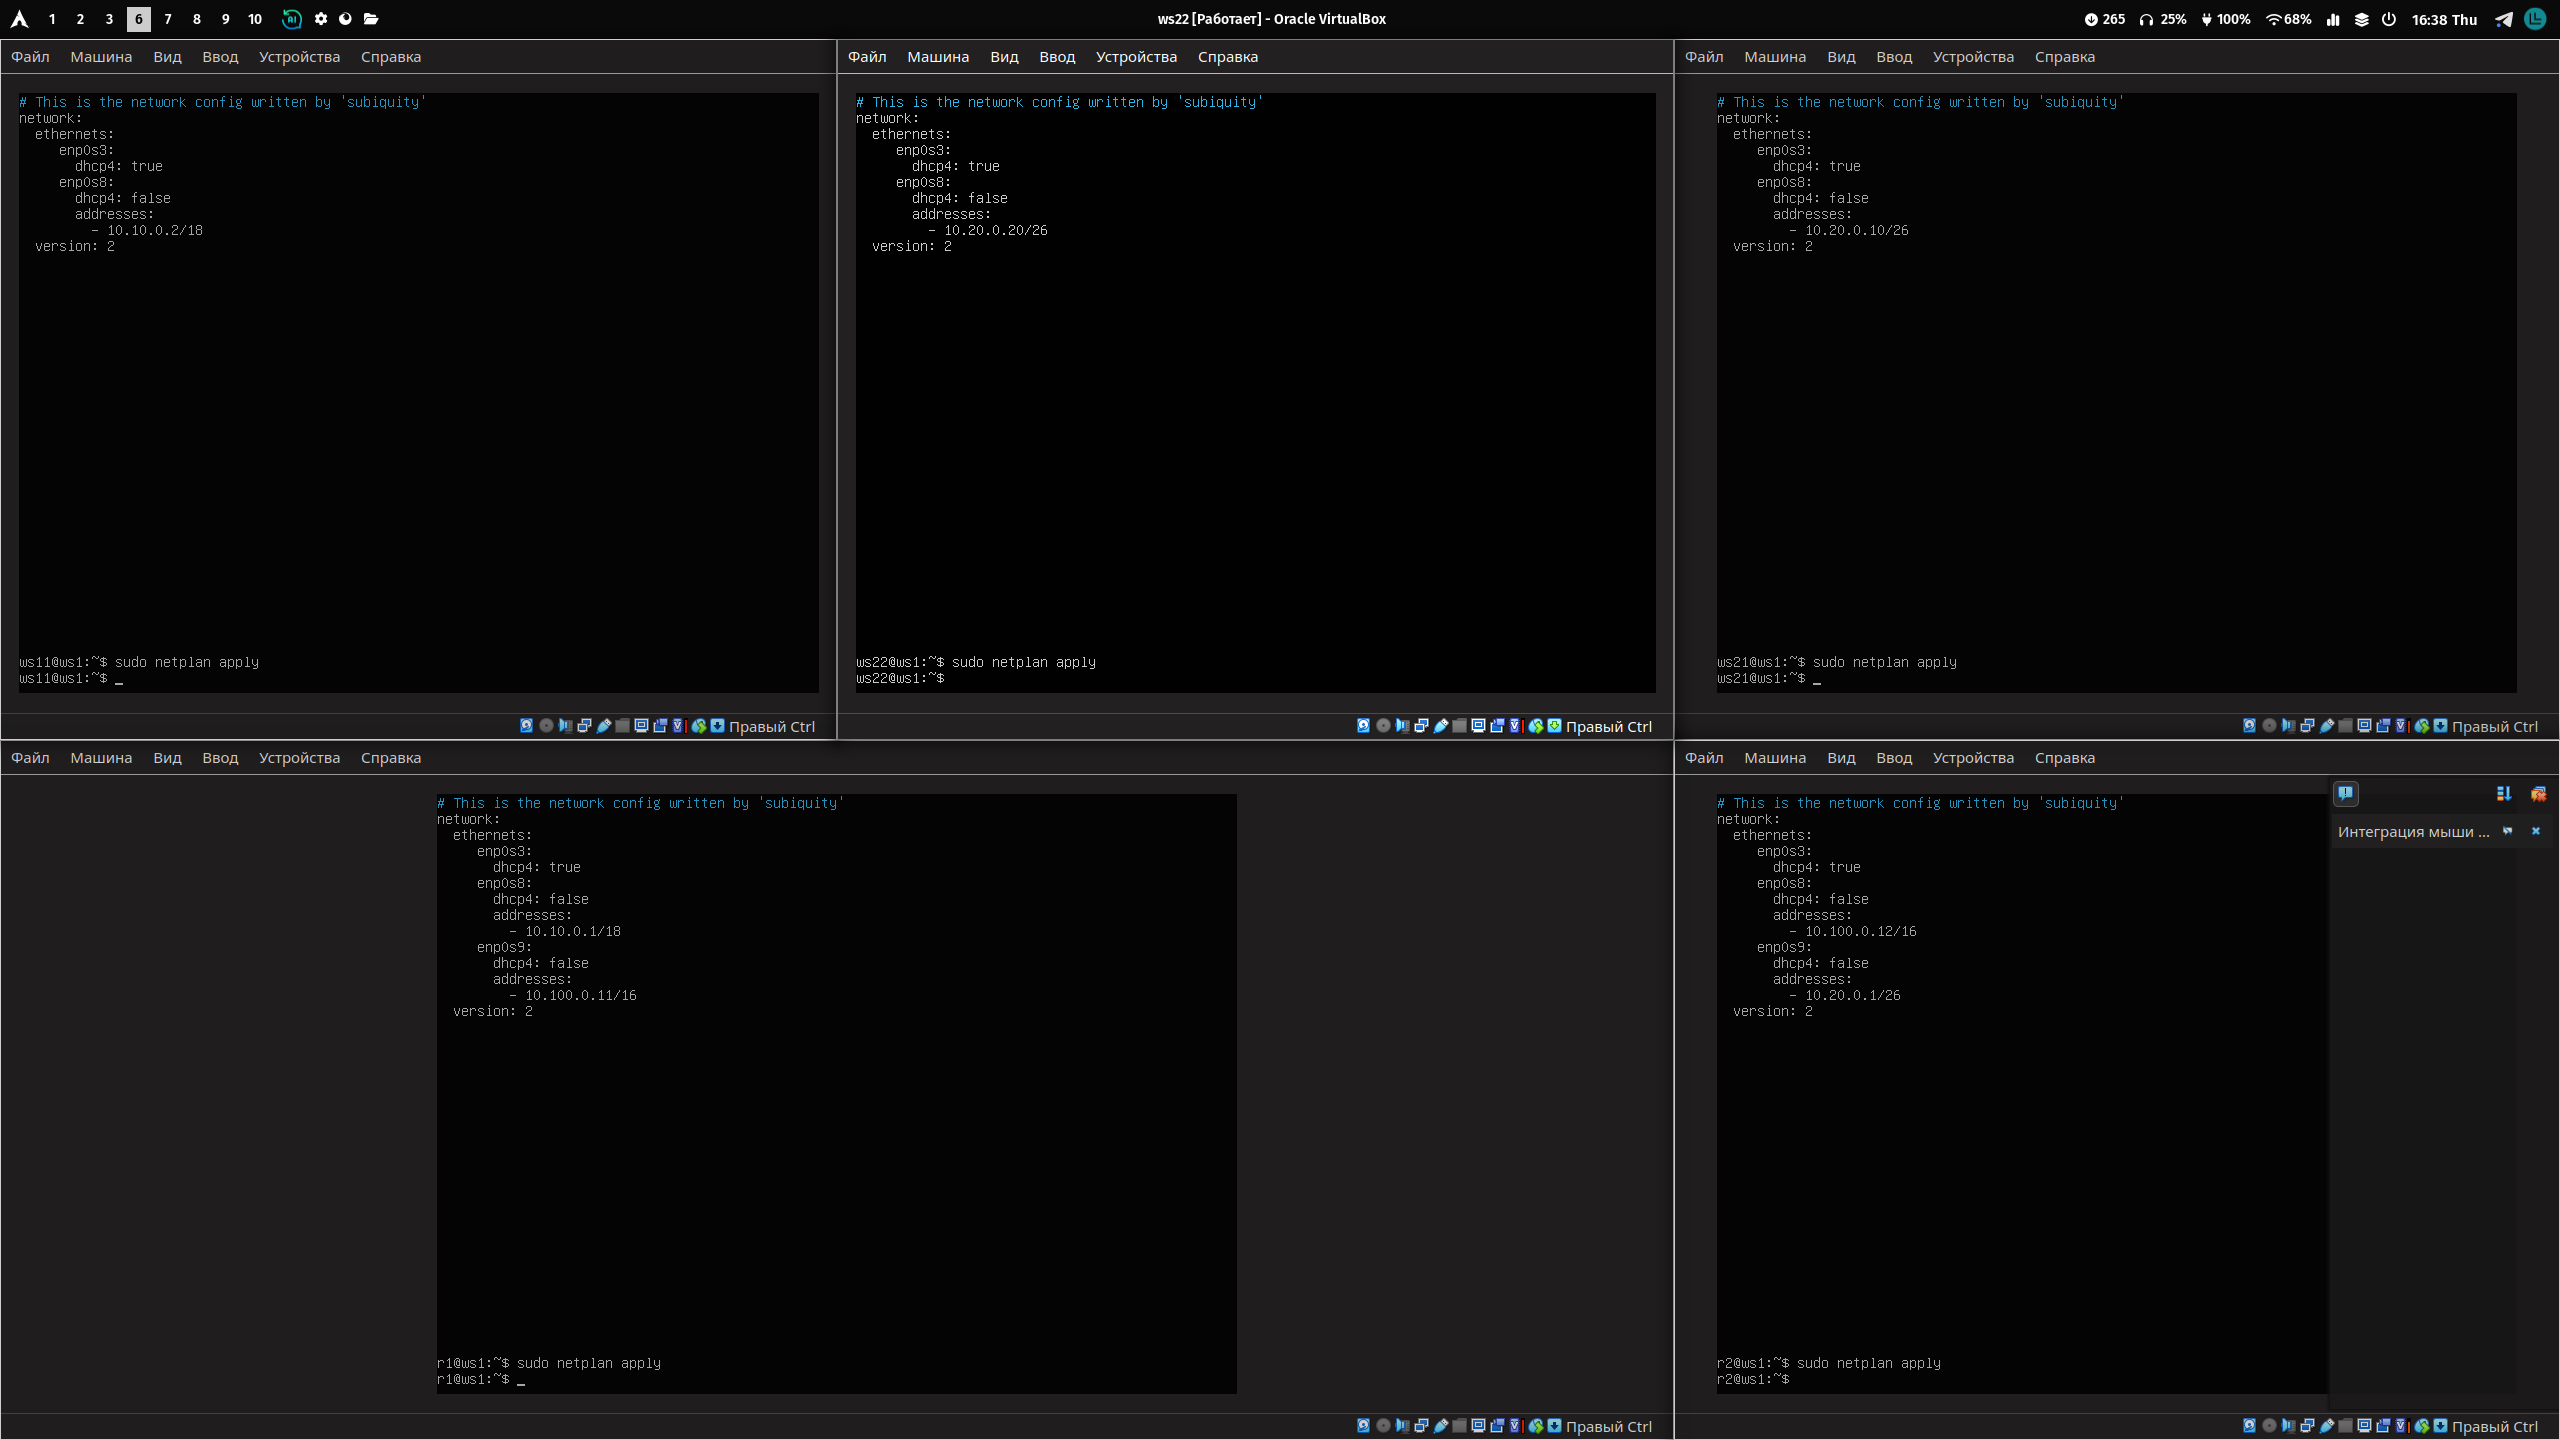 1 2 3 6 7 8 9 10 AI ws22 [Работает] - Oracle VirtualBox 265 25% 100% 68% 16:38 Thu
Файл Машина Вид Ввод Устройства Справка
# This is the network config written by 'subiquity'
network:
ethernets:
enp0s3:
dhcp4: true
enp0s8:
dhcp4: false
addresses:
- 10.10.0.2/18
version: 2
ws11@ws1:~$ sudo netplan apply
ws11@ws1:~$ _
Правый Ctrl
Файл Машина Вид Ввод Устройства Справка
# This is the network config written by 'subiquity'
network:
ethernets:
enp0s3:
dhcp4: true
enp0s8:
dhcp4: false
addresses:
- 10.20.0.20/26
version: 2
ws22@ws1:~$ sudo netplan apply
ws22@ws1:~$
Правый Ctrl
Файл Машина Вид Ввод Устройства Справка
# This is the network config written by 'subiquity'
network:
ethernets:
enp0s3:
dhcp4: true
enp0s8:
dhcp4: false
addresses:
- 10.20.0.10/26
version: 2
ws21@ws1:~$ sudo netplan apply
ws21@ws1:~$ _
Правый Ctrl
Файл Машина Вид Ввод Устройства Справка
# This is the network config written by 'subiquity'
network:
ethernets:
enp0s3:
dhcp4: true
enp0s8:
dhcp4: false
addresses:
- 10.10.0.1/18
enp0s9:
dhcp4: false
addresses:
- 10.100.0.11/16
version: 2
r1@ws1:~$ sudo netplan apply
r1@ws1:~$ _
Правый Ctrl
Файл Машина Вид Ввод Устройства Справка
# This is the network config written by 'subiquity'
network:
ethernets:
enp0s3:
dhcp4: true
enp0s8:
dhcp4: false
addresses:
- 10.100.0.12/16
enp0s9:
dhcp4: false
addresses:
- 10.20.0.1/26
version: 2
r2@ws1:~$ sudo netplan apply
r2@ws1:~$
Интеграция мыши ...
Правый Ctrl